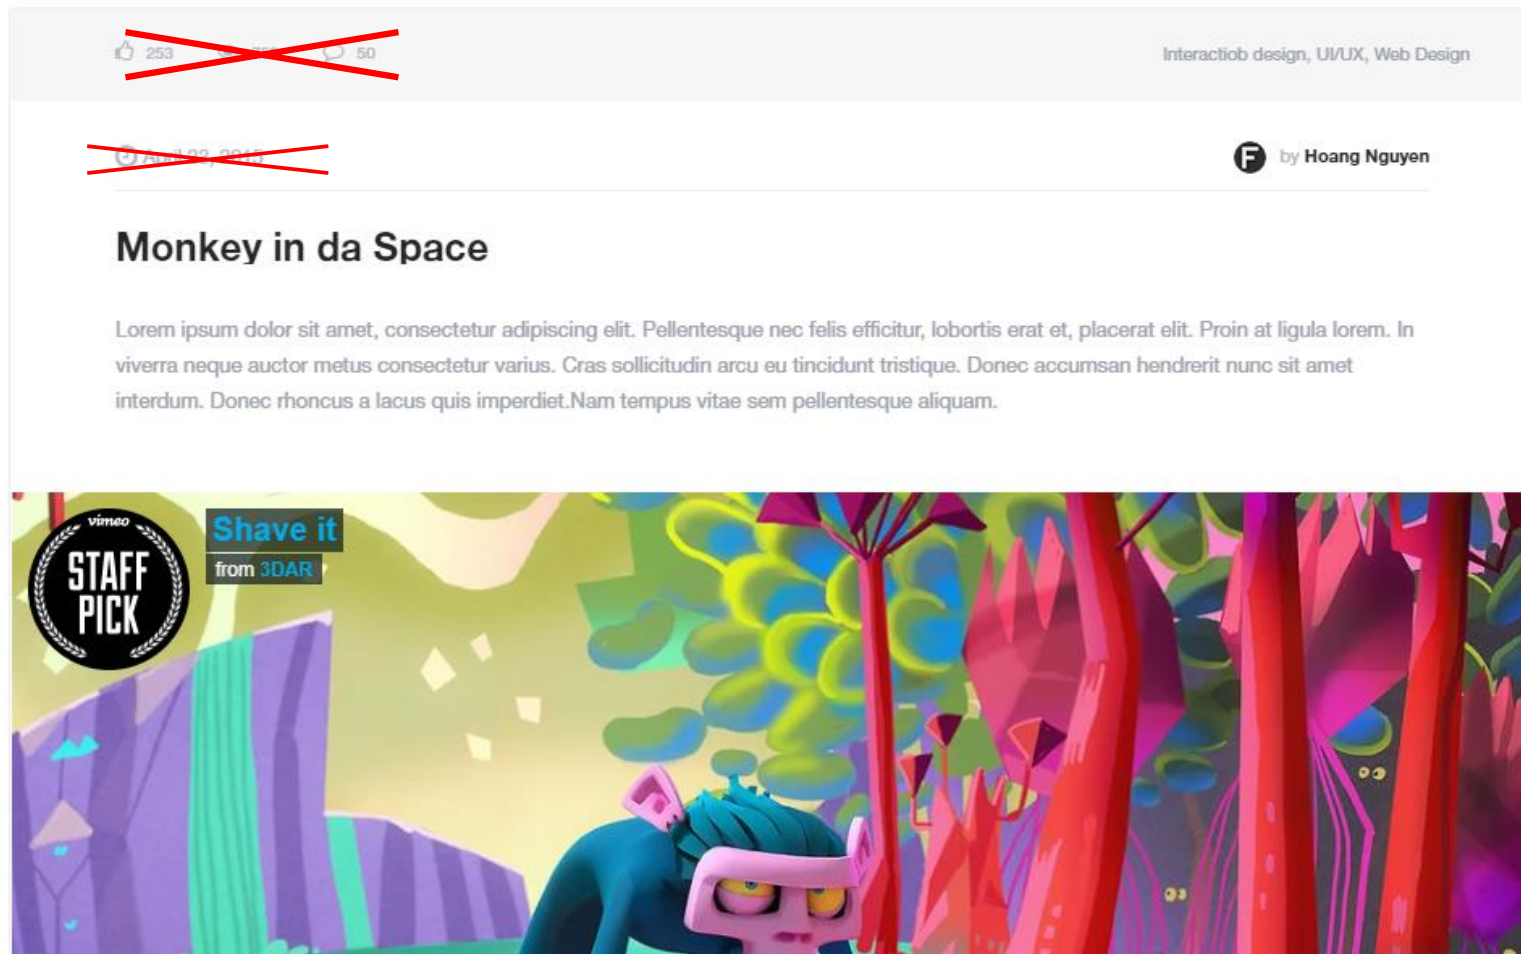 253 50
Interactiob design, UI/UX, Web Design
April 23, 2015
F by Hoang Nguyen
Monkey in da Space
Lorem ipsum dolor sit amet, consectetur adipiscing elit. Pellentesque nec felis efficitur, lobortis erat et, placerat elit. Proin at ligula lorem. In
viverra neque auctor metus consectetur varius. Cras sollicitudin arcu eu tincidunt tristique. Donec accumsan hendrerit nunc sit amet
interdum. Donec rhoncus a lacus quis imperdiet.Nam tempus vitae sem pellentesque aliquam.
vimeo
STAFF
PICK
Shave it
from 3DAR